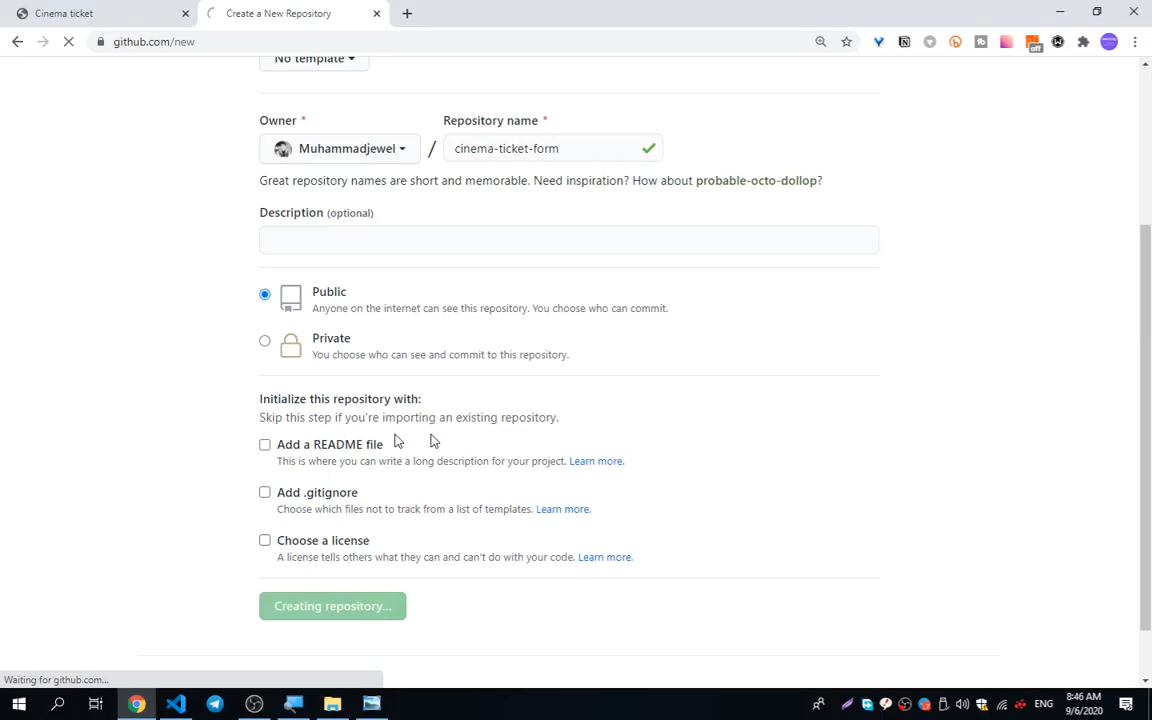 Cinema ticket
Create a New Repository
github.com/new
off
No template
Owner *
Repository name *
Muhammadjewel
/
cinema-ticket-form
Great repository names are short and memorable. Need inspiration? How about probable-octo-dollop?
Description (optional)
Public
Anyone on the internet can see this repository. You choose who can commit.
Private
You choose who can see and commit to this repository.
Initialize this repository with:
Skip this step if you're importing an existing repository.
Add a README file
This is where you can write a long description for your project. Learn more.
Add .gitignore
Choose which files not to track from a list of templates. Learn more.
Choose a license
A license tells others what they can and can't do with your code. Learn more.
Creating repository...
Waiting for github.com...
ENG
8:46 AM
9/6/2020